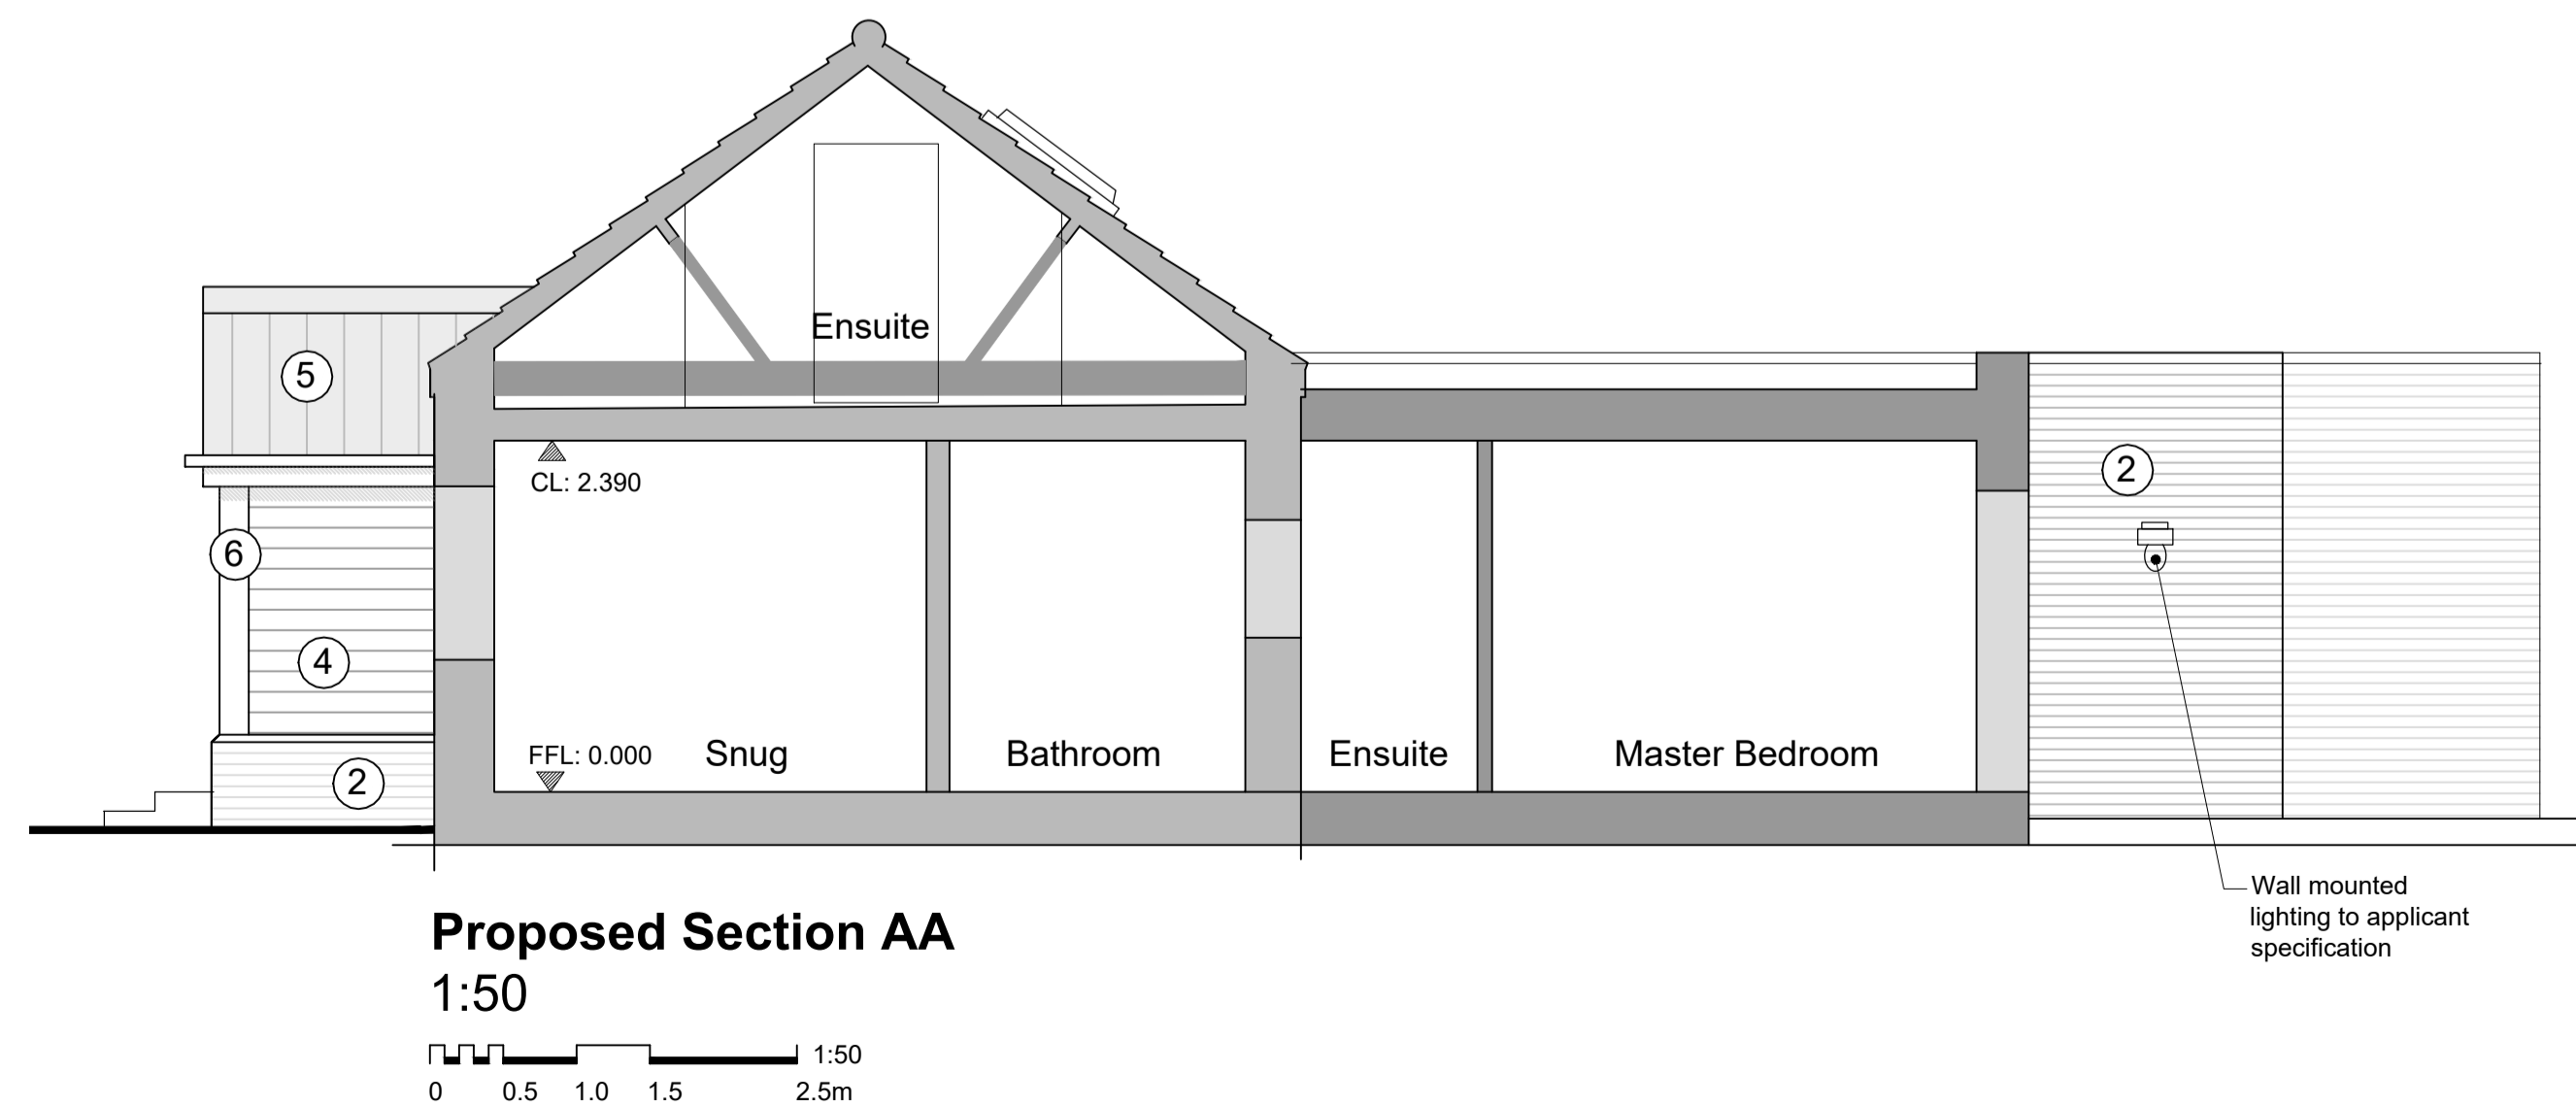 Ensuite
5
CL: 2.390
2
6
4
FFL: 0.000
Snug
Bathroom
Ensuite
Master Bedroom
2
Wall mounted
lighting to applicant
specification
Proposed Section AA
1:50
1:50
0 0.5 1.0 1.5 2.5m